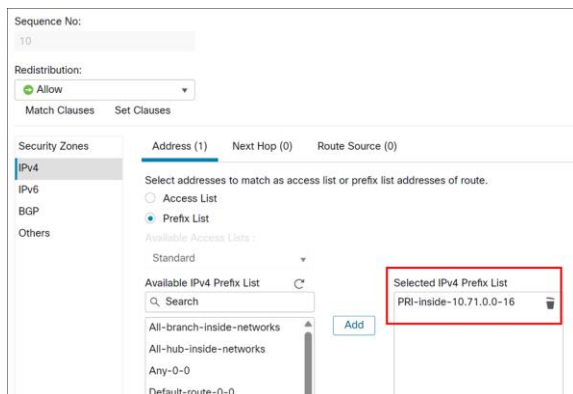 Sequence No:
10
Redistribution:
Allow
Match Clauses Set Clauses
Security Zones
IPv4
IPv6
BGP
Others
Address (1) Next Hop (0) Route Source (0)
Select addresses to match as access list or prefix list addresses of route.
Access List
Prefix List
Available Access Lists :
Standard
Available IPv4 Prefix List
Search
All-branch-inside-networks
All-hub-inside-networks
Any-0-0
Default-route-0-0
Add
Selected IPv4 Prefix List
PRI-inside-10.71.0.0-16